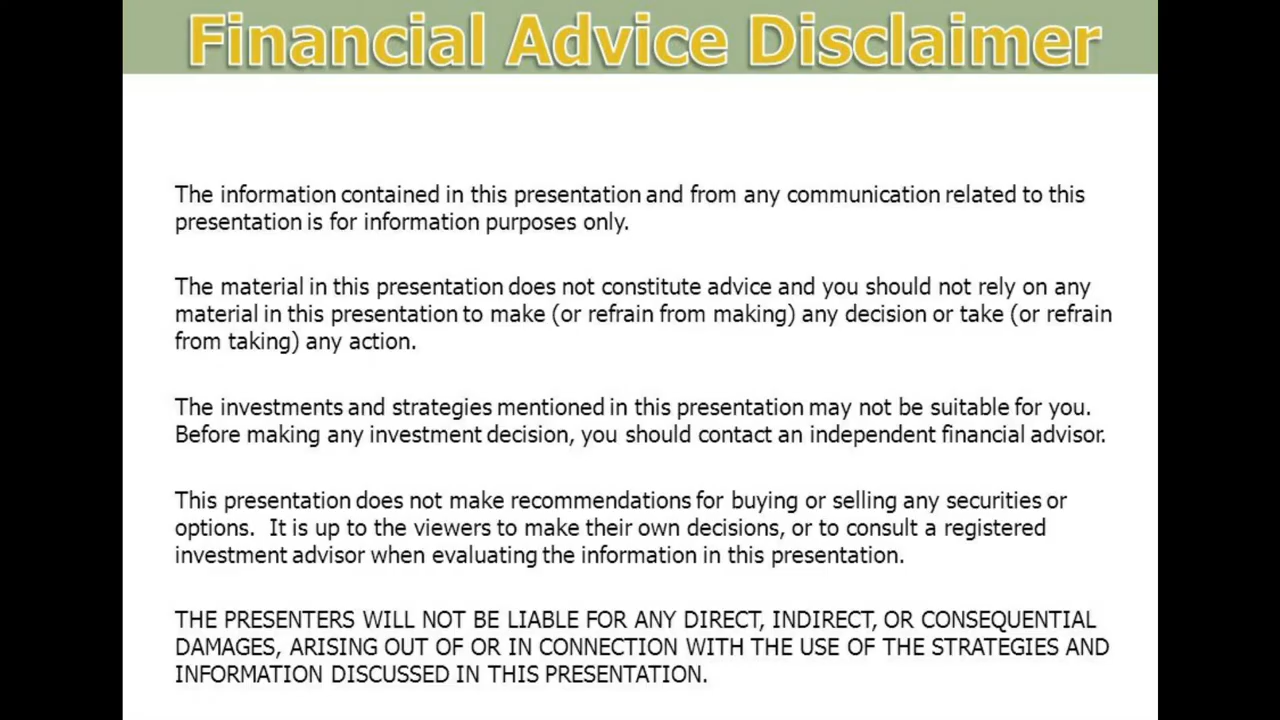 Financial Advice Disclaimer
The information contained in this presentation and from any communication related to this
presentation is for information purposes only.
The material in this presentation does not constitute advice and you should not rely on any
material in this presentation to make (or refrain from making) any decision or take (or refrain
from taking) any action.
The investments and strategies mentioned in this presentation may not be suitable for you.
Before making any investment decision, you should contact an independent financial advisor.
This presentation does not make recommendations for buying or selling any securities or
options.  It is up to the viewers to make their own decisions, or to consult a registered
investment advisor when evaluating the information in this presentation.
THE PRESENTERS WILL NOT BE LIABLE FOR ANY DIRECT, INDIRECT, OR CONSEQUENTIAL
DAMAGES, ARISING OUT OF OR IN CONNECTION WITH THE USE OF THE STRATEGIES AND
INFORMATION DISCUSSED IN THIS PRESENTATION.